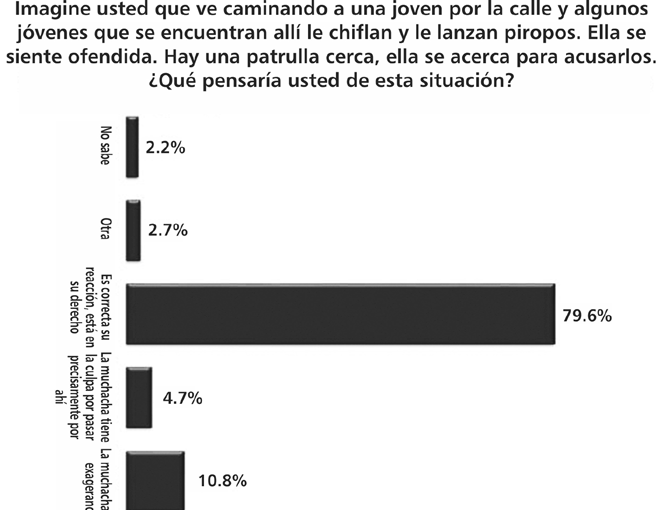 Imagine usted que ve caminando a una joven por la calle y algunos
jóvenes que se encuentran allí le chiflan y le lanzan piropos. Ella se
siente ofendida. Hay una patrulla cerca, ella se acerca para acusarlos.
¿Qué pensaría usted de esta situación?
No sabe
2.2%
Otra
2.7%
Es correcta su
reacción, está en
su derecho
79.6%
La muchacha tiene
la culpa por pasar
precisamente por
ahí
4.7%
La muchacha
10.8%